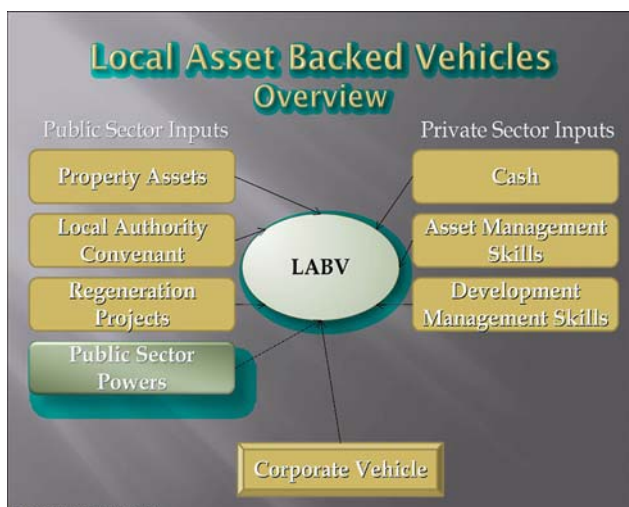 Local Asset Backed Vehicles
Overview
Public Sector Inputs
Property Assets
Local Authority
Convenant
Regeneration
Projects
Public Sector
Powers
LABV
Private Sector Inputs
Cash
Asset Management
Skills
Development
Management Skills
Corporate Vehicle